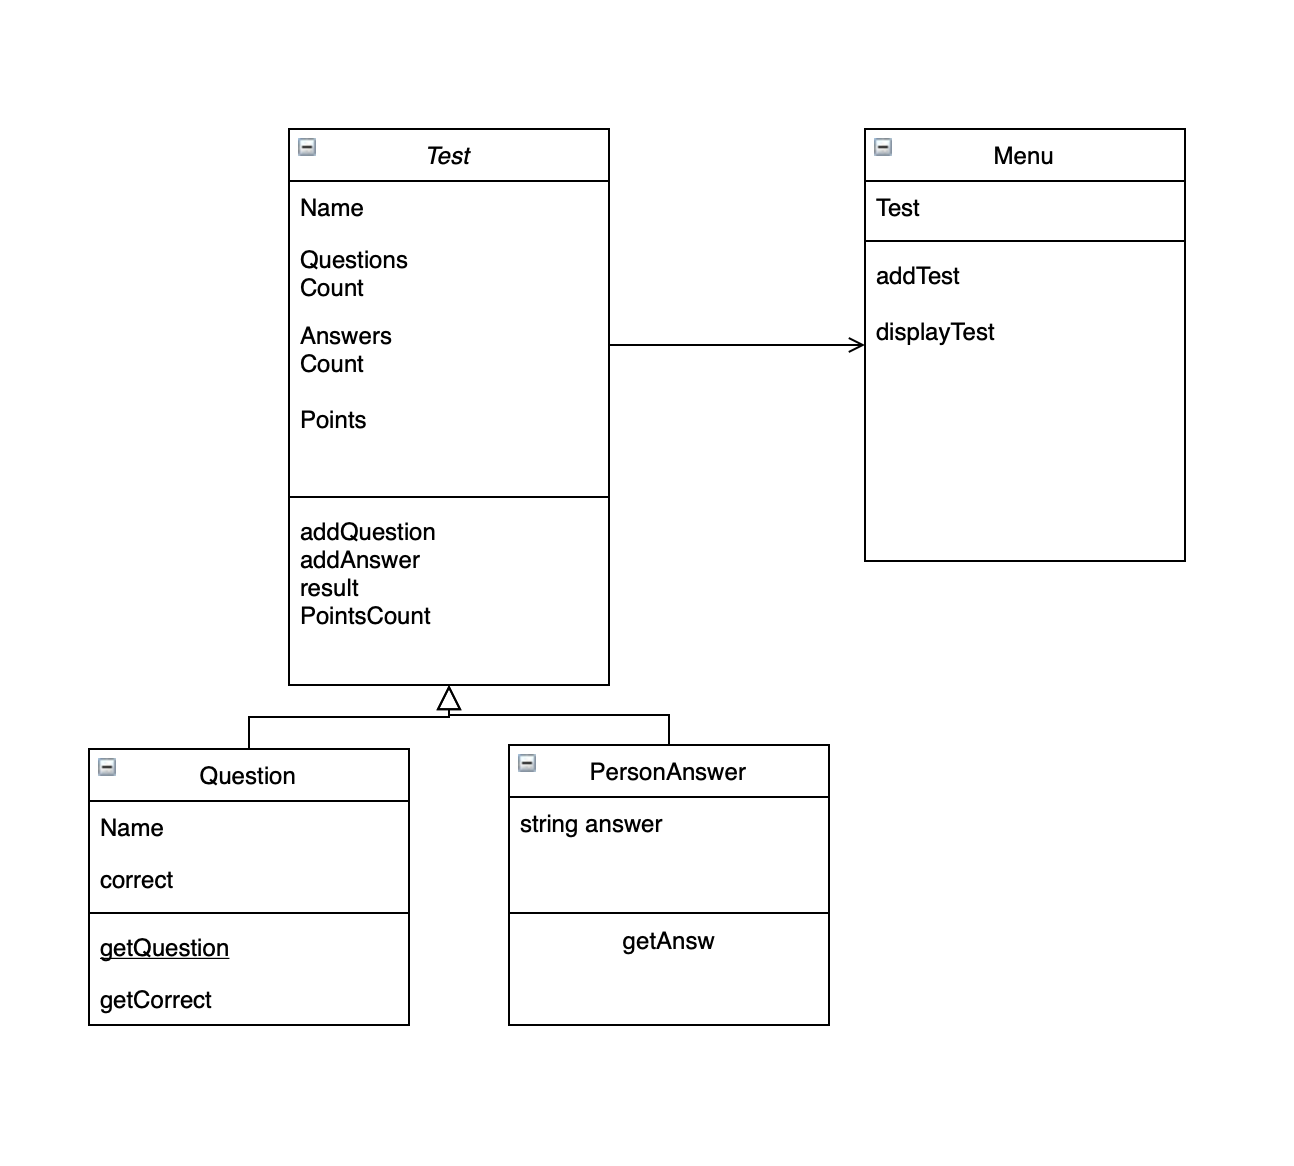 Test
Name
Questions
Count
Answers
Count
Points
addQuestion
addAnswer
result
PointsCount
Menu
Test
addTest
displayTest
Question
Name
correct
getQuestion
getCorrect
PersonAnswer
string answer
getAnsw